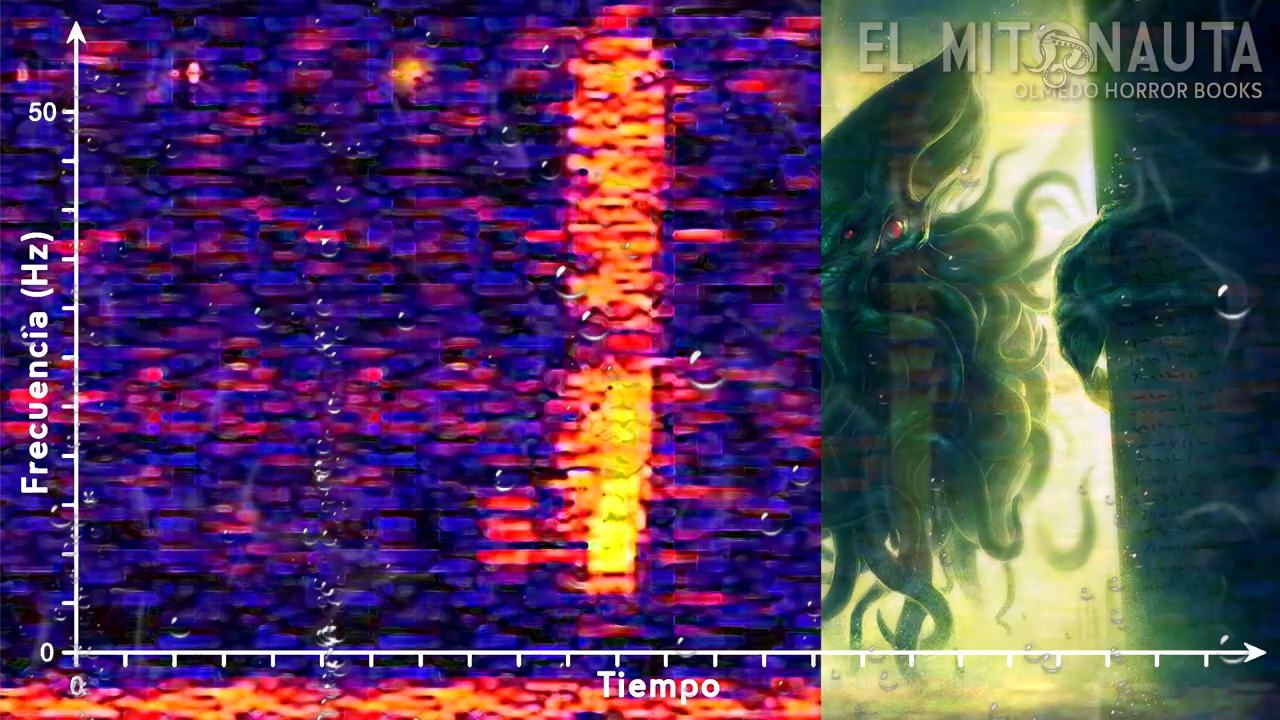 EL MITONAUTA
OLMEDO HORROR BOOKS
50
Frecuencia (Hz)
0
0
Tiempo